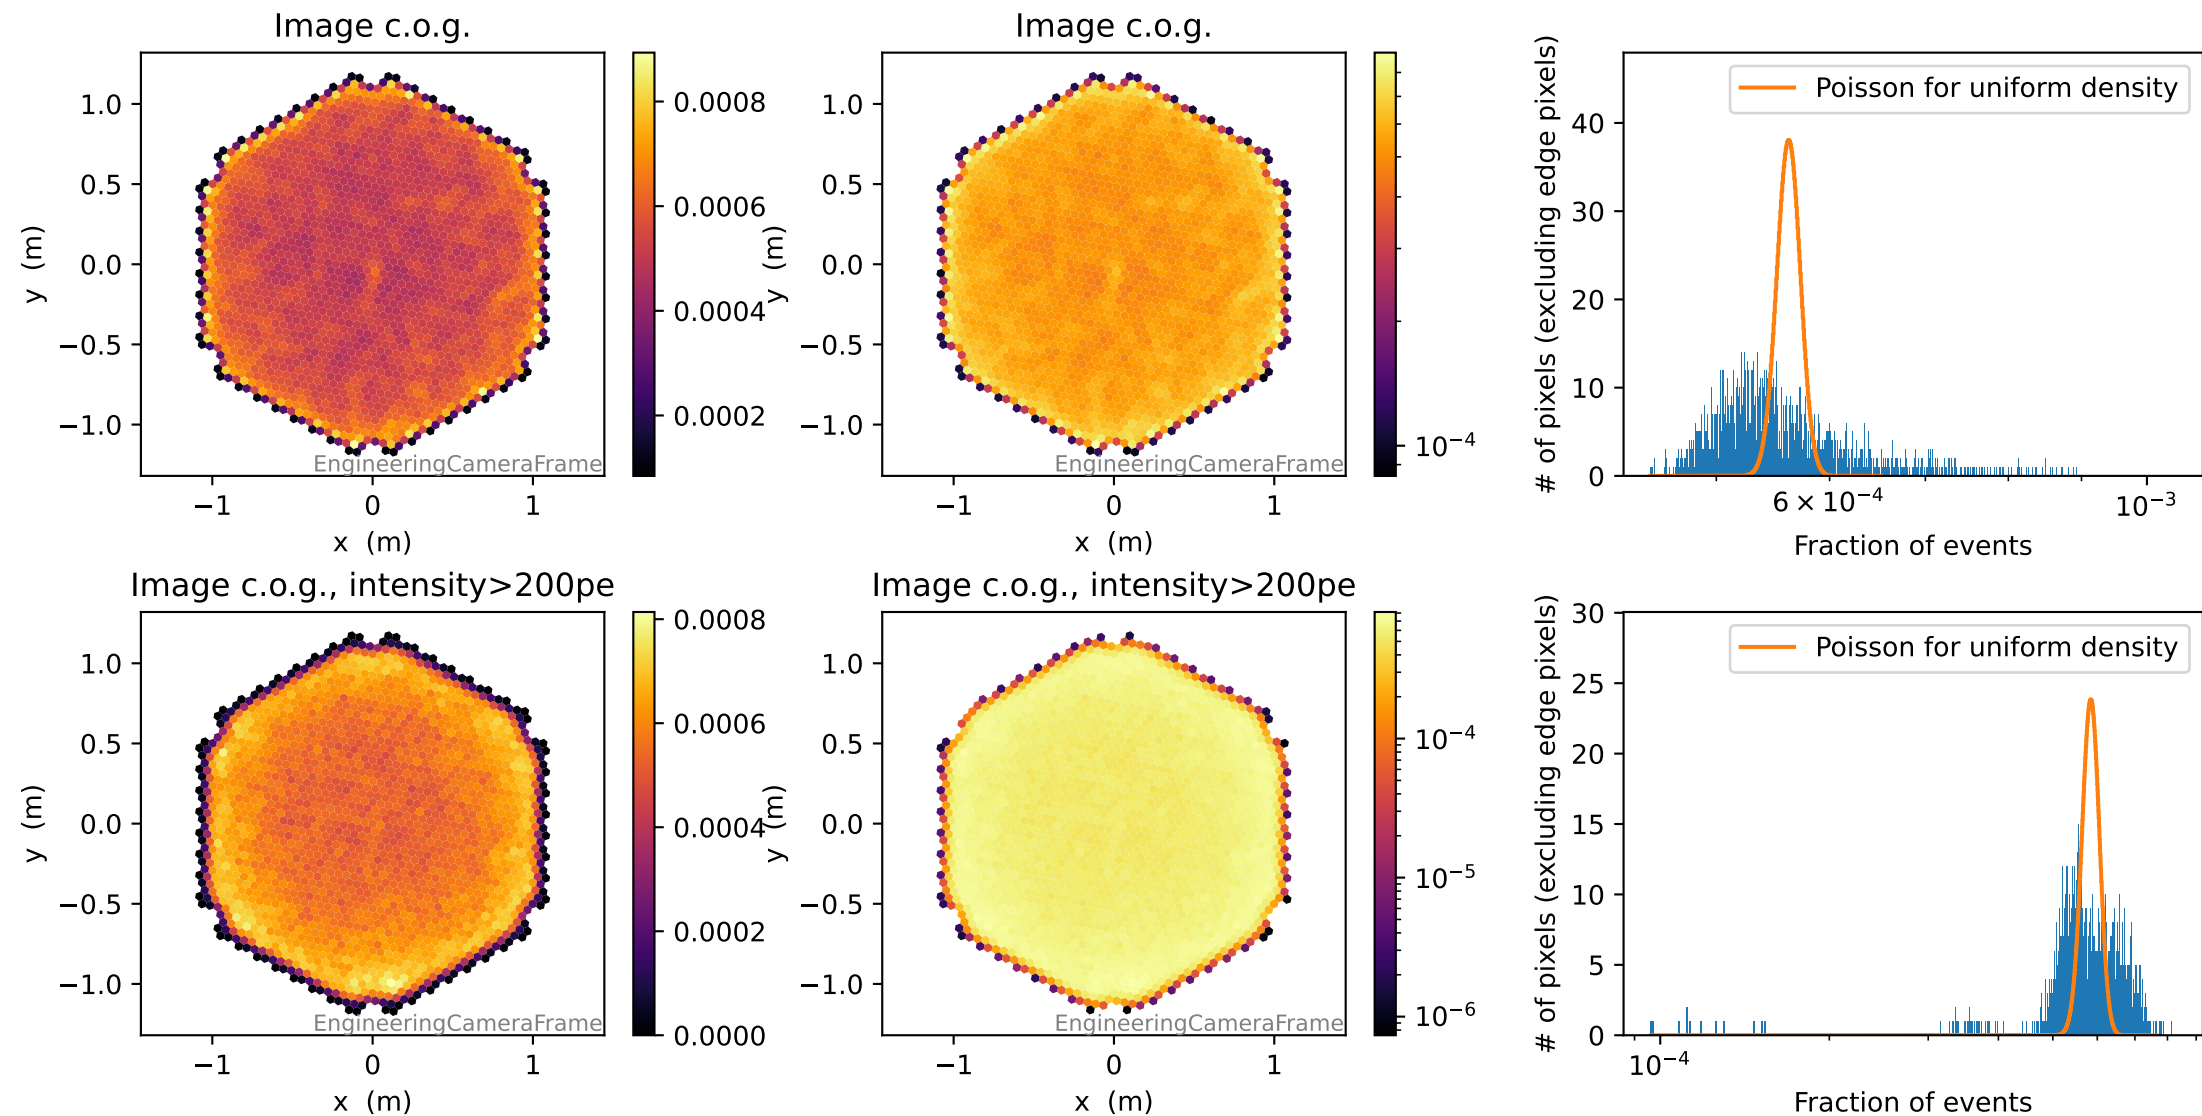 Image c.o.g.
y (m)
1.0
0.5
0.0
−0.5
−1.0
EngineeringCameraFrame
−1 0 1
x (m)
0.0008
0.0006
0.0004
0.0002
Image c.o.g.
y (m)
1.0
0.5
0.0
−0.5
−1.0
EngineeringCameraFrame
−1 0 1
x (m)
10⁻⁴
# of pixels (excluding edge pixels)
40
30
20
10
0
Poisson for uniform density
6 × 10⁻⁴ 10⁻³
Fraction of events
Image c.o.g., intensity>200pe
y (m)
1.0
0.5
0.0
−0.5
−1.0
EngineeringCameraFrame
−1 0 1
x (m)
0.0008
0.0006
0.0004
0.0002
0.0000
Image c.o.g., intensity>200pe
y (m)
1.0
0.5
0.0
−0.5
−1.0
EngineeringCameraFrame
−1 0 1
x (m)
10⁻⁴
10⁻⁵
10⁻⁶
# of pixels (excluding edge pixels)
30
25
20
15
10
5
0
Poisson for uniform density
10⁻⁴
Fraction of events